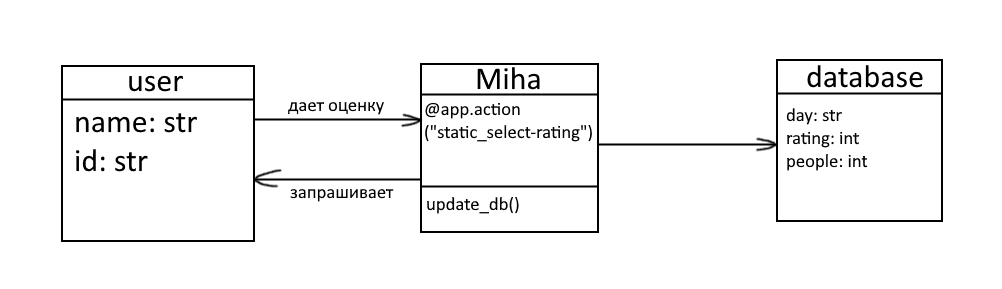 user
name: str
id: str
дает оценку
запрашивает
Miha
@app.action
("static_select-rating")
update_db()
database
day: str
rating: int
people: int